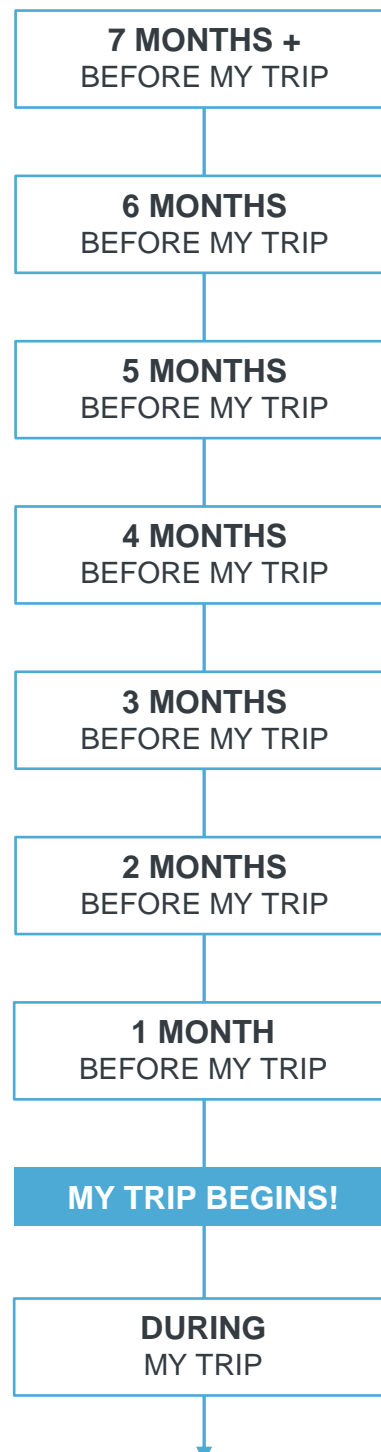 7 MONTHS +
BEFORE MY TRIP
6 MONTHS
BEFORE MY TRIP
5 MONTHS
BEFORE MY TRIP
4 MONTHS
BEFORE MY TRIP
3 MONTHS
BEFORE MY TRIP
2 MONTHS
BEFORE MY TRIP
1 MONTH
BEFORE MY TRIP
MY TRIP BEGINS!
DURING
MY TRIP